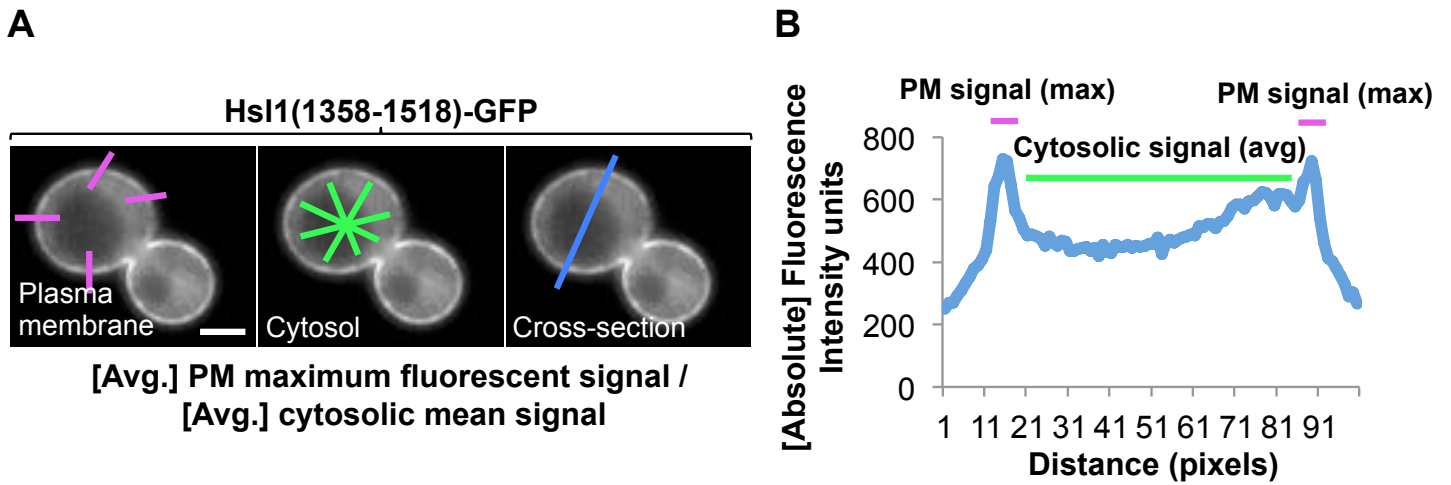 A
Hsl1(1358-1518)-GFP
Plasma
membrane
Cytosol
Cross-section
[Avg.] PM maximum fluorescent signal /
[Avg.] cytosolic mean signal
B
PM signal (max)
PM signal (max)
Cytosolic signal (avg)
[Absolute] Fluorescence
Intensity units
800
600
400
200
0
1 11 21 31 41 51 61 71 81 91
Distance (pixels)